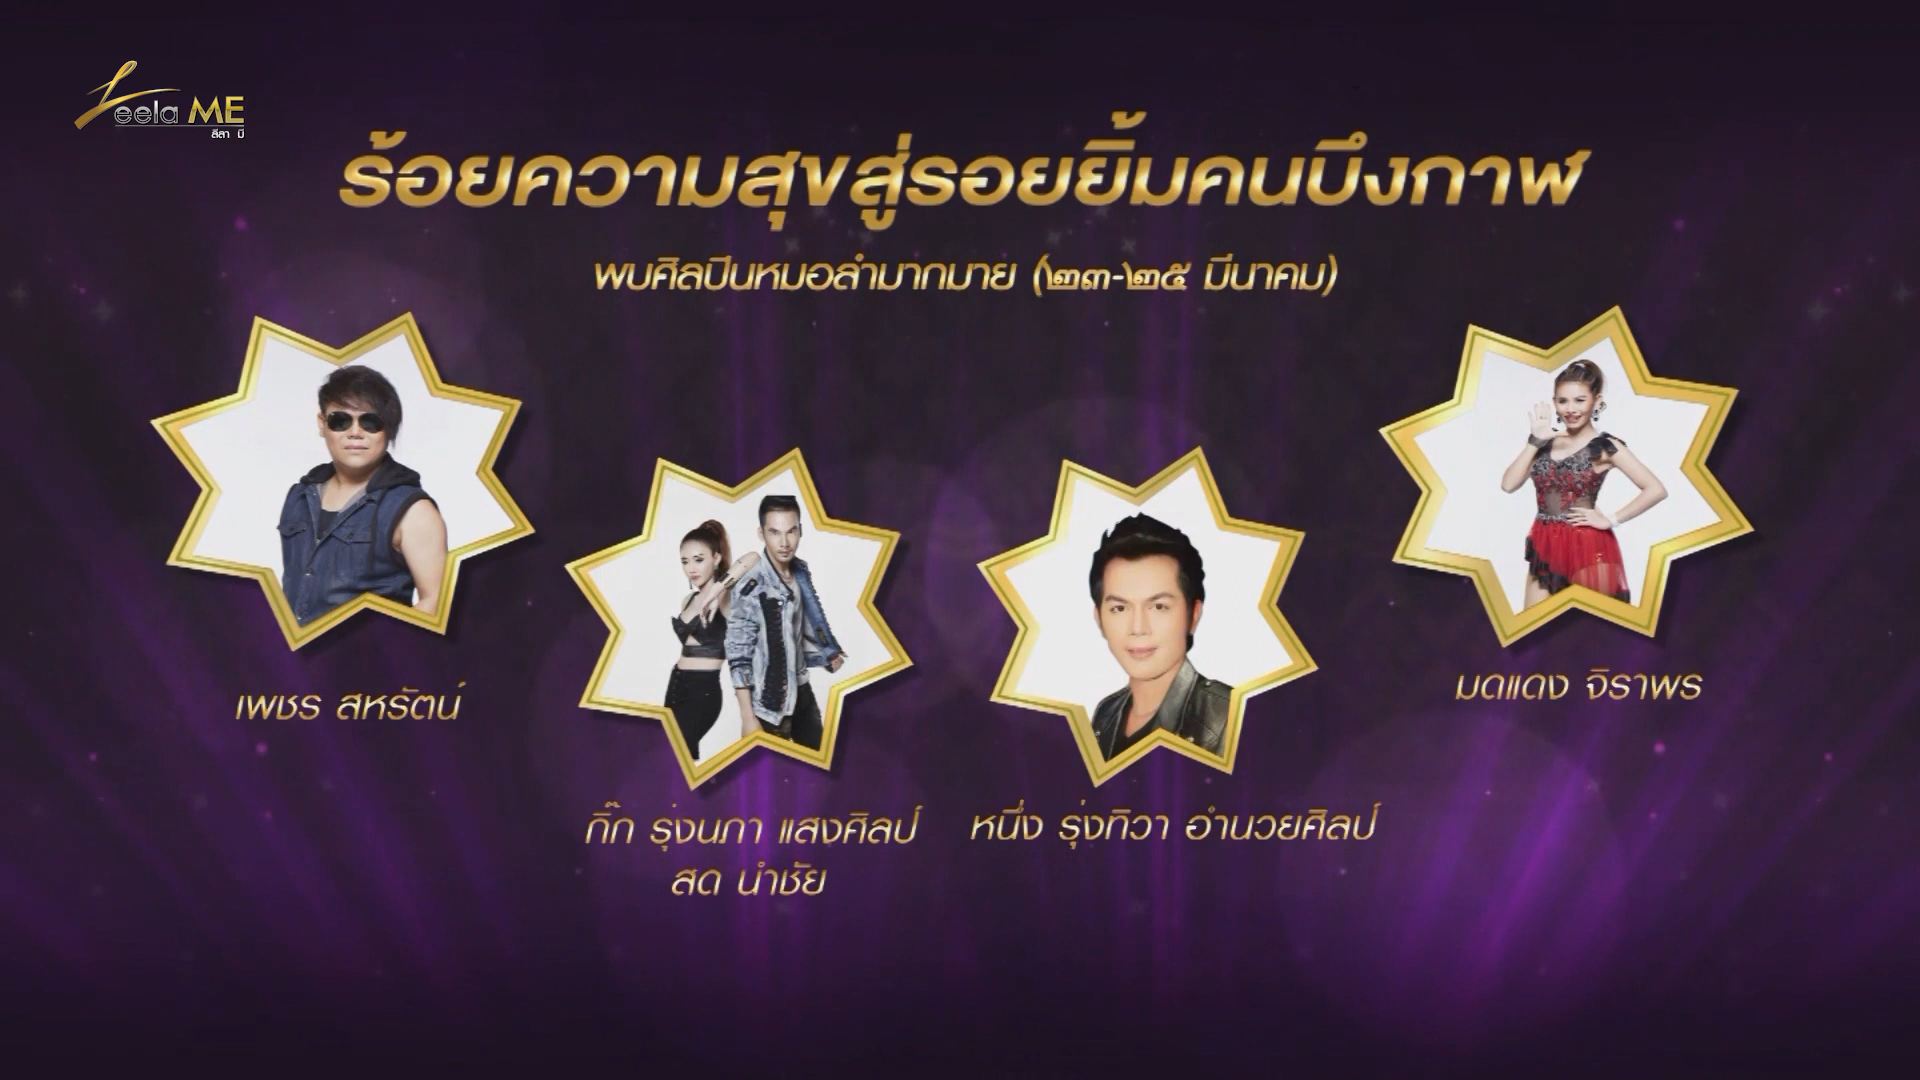 Leela ME
ลีลา มี
ร้อยความสุขสู่รอยยิ้มคนบึงกาฬ
พบศิลปินหมอลำมากมาย (๒๓-๒๕ มีนาคม)
เพชร สหรัตน์
กิ๊ก รุ่งนภา แสงศิลป์
สด นำชัย
หนึ่ง รุ่งทิวา อำนวยศิลป์
มดแดง จิราพร